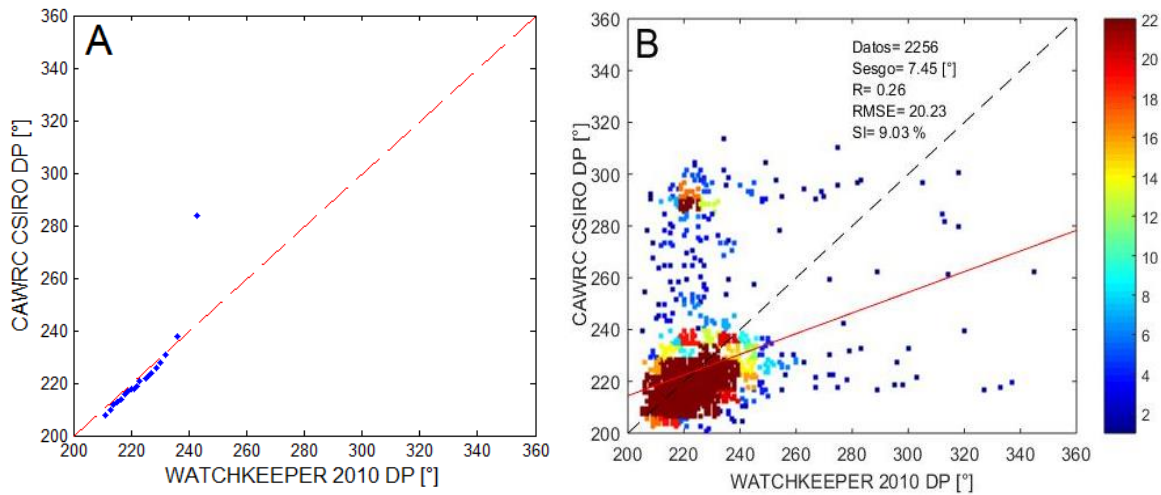 A
360
340
320
300
280
260
240
220
200
CAWRC CSIRO DP [°]
200 220 240 260 280 300 320 340 360
WATCHKEEPER 2010 DP [°]
B
Datos= 2256
Sesgo= 7.45 [°]
R= 0.26
RMSE= 20.23
SI= 9.03 %
360
340
320
300
280
260
240
220
200
CAWRC CSIRO DP [°]
200 220 240 260 280 300 320 340 360
WATCHKEEPER 2010 DP [°]
22
20
18
16
14
12
10
8
6
4
2